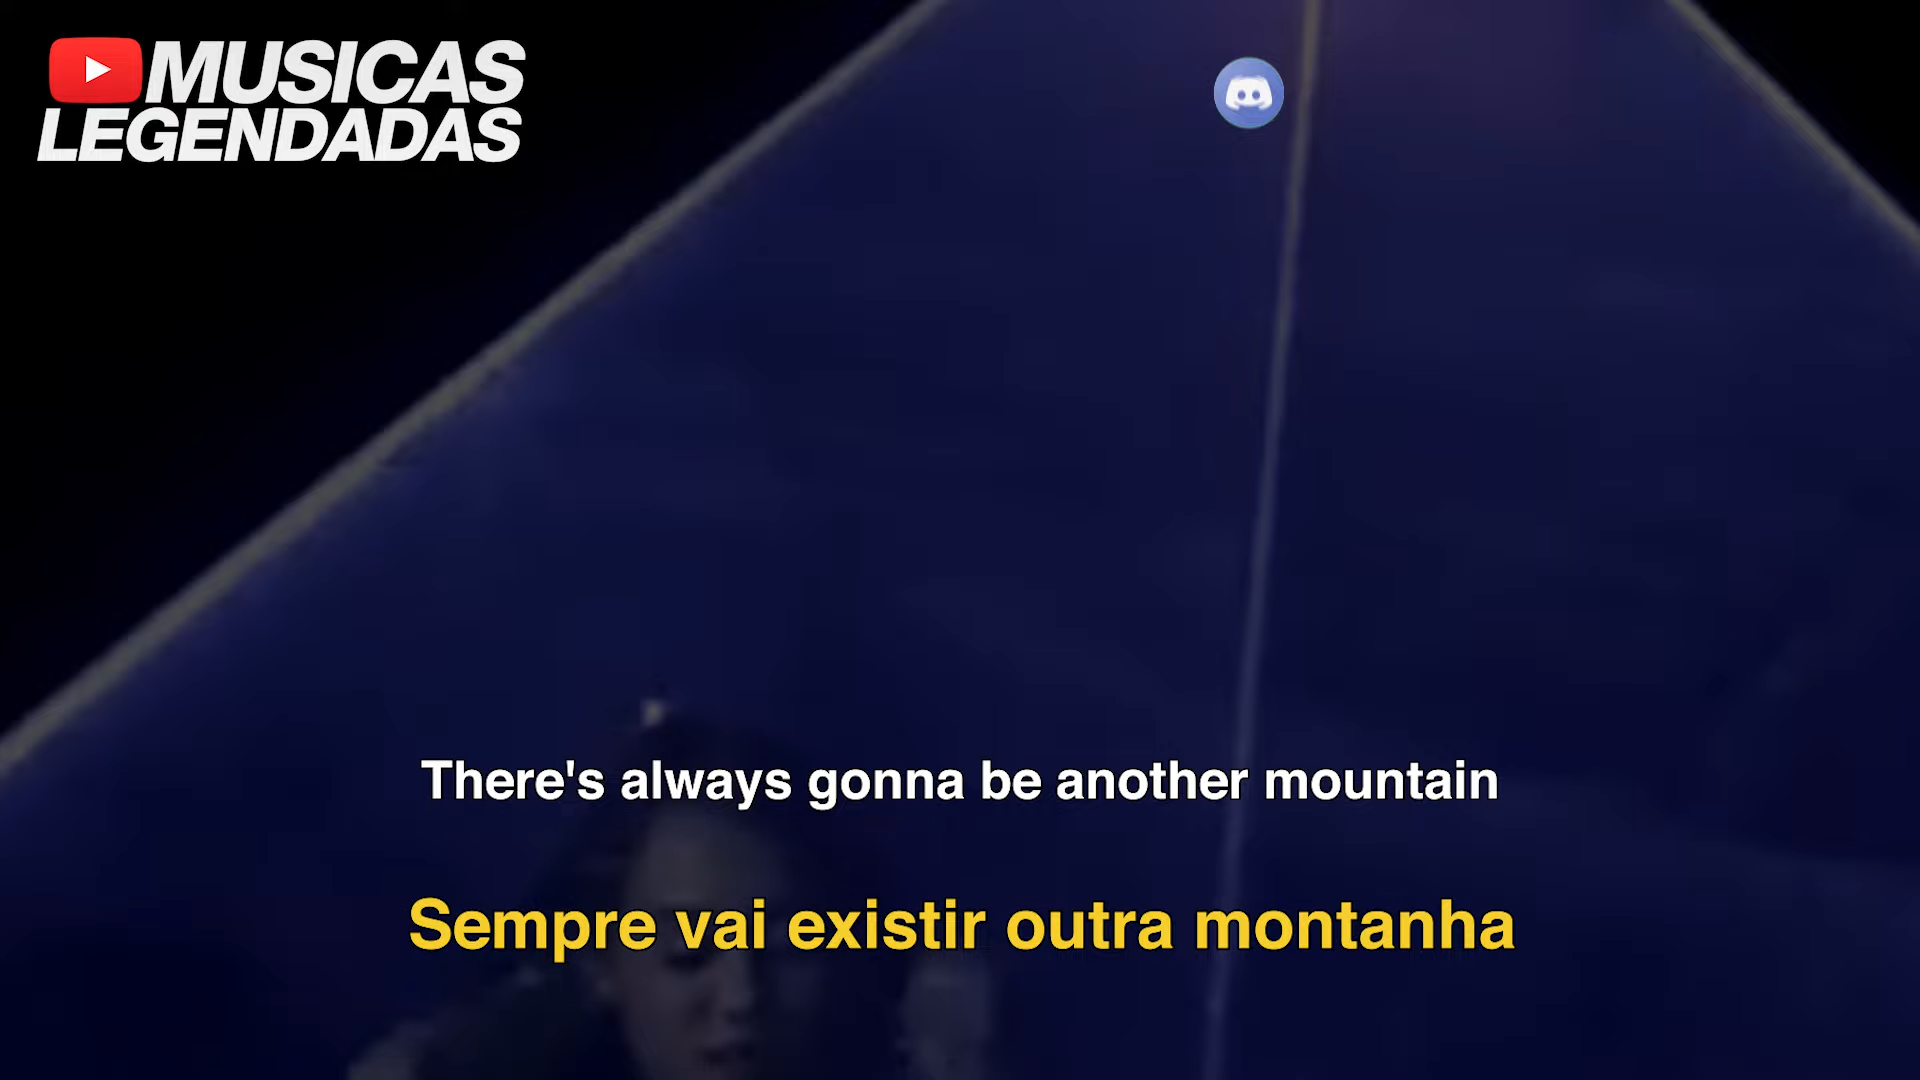 MUSICAS
LEGENDADAS
There's always gonna be another mountain
Sempre vai existir outra montanha